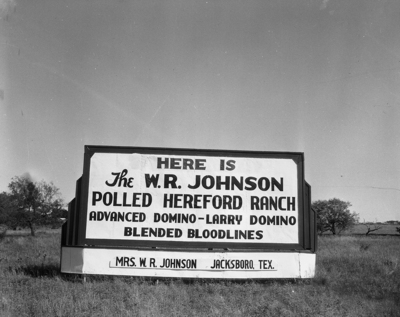 HERE IS
The W.R. JOHNSON
POLLED HEREFORD RANCH
ADVANCED DOMINO-LARRY DOMINO
BLENDED BLOODLINES
MRS. W. R. JOHNSON JACKSBORO, TEX.